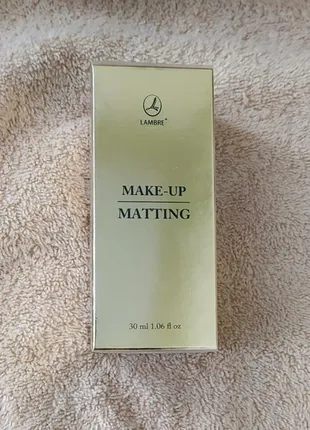 LAMBRE®
MAKE-UP
MATTING
30 ml 1.06 fl oz